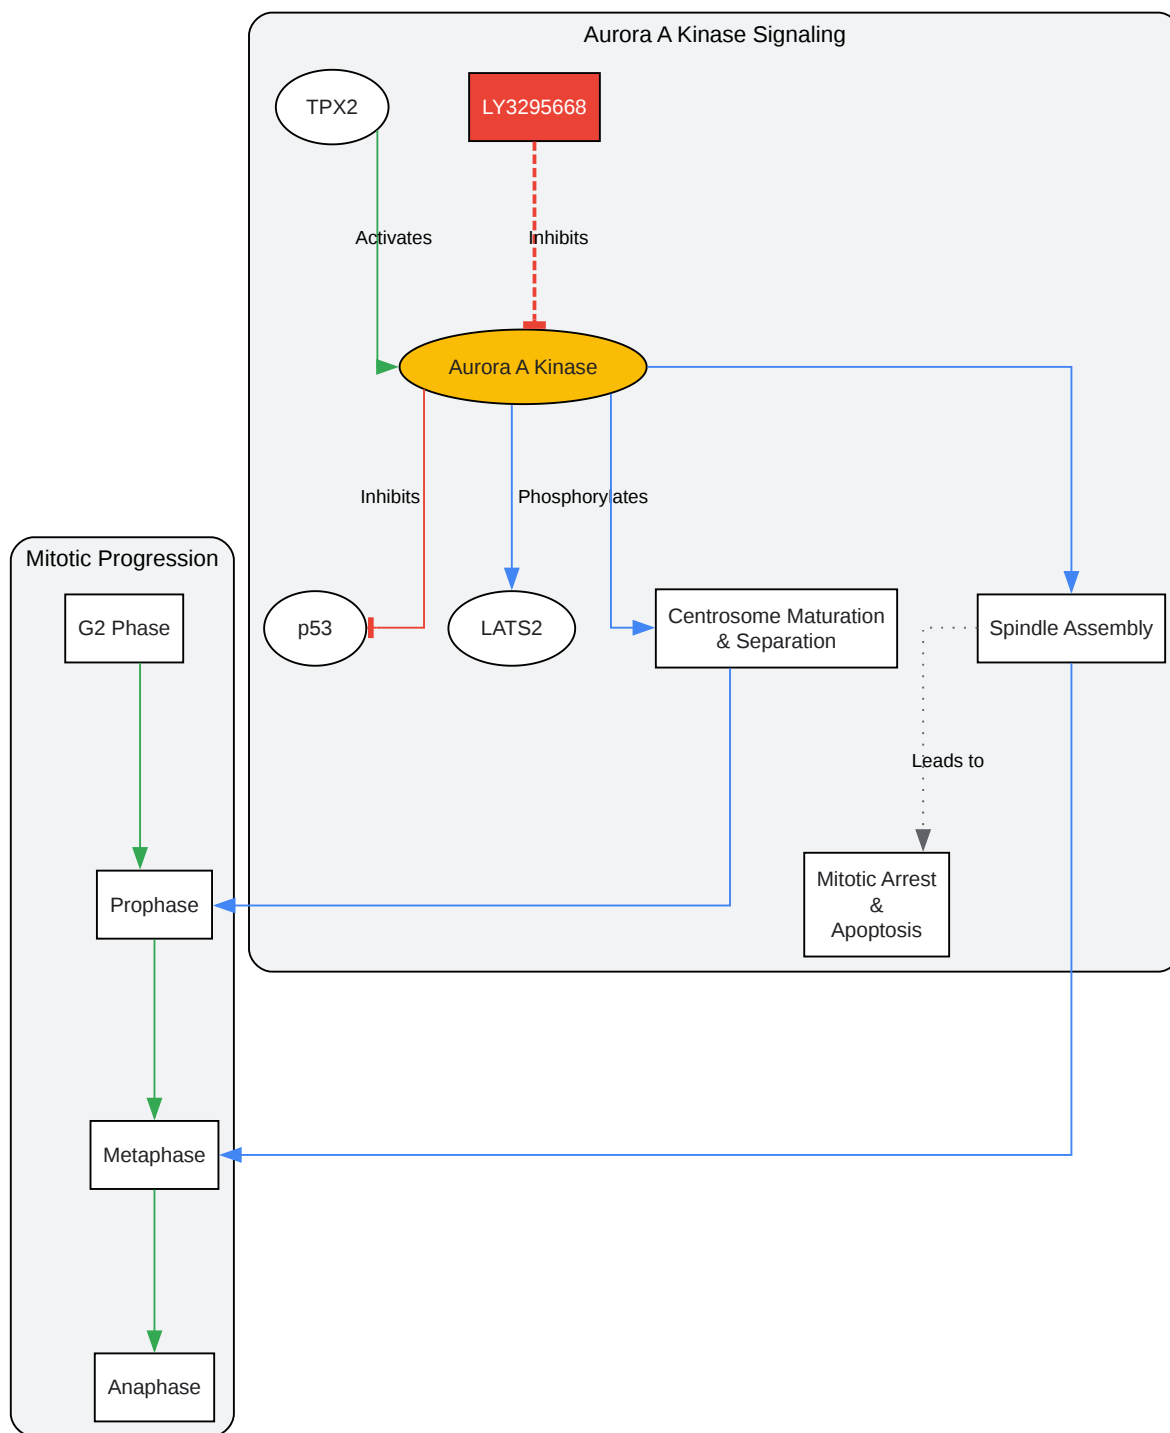 Aurora A Kinase Signaling
TPX2
LY3295668
Activates
Inhibits
Aurora A Kinase
Inhibits
Phosphorylates
Mitotic Progression
G2 Phase
p53
LATS2
Centrosome Maturation
& Separation
Spindle Assembly
Leads to
Mitotic Arrest
&
Apoptosis
Prophase
Metaphase
Anaphase